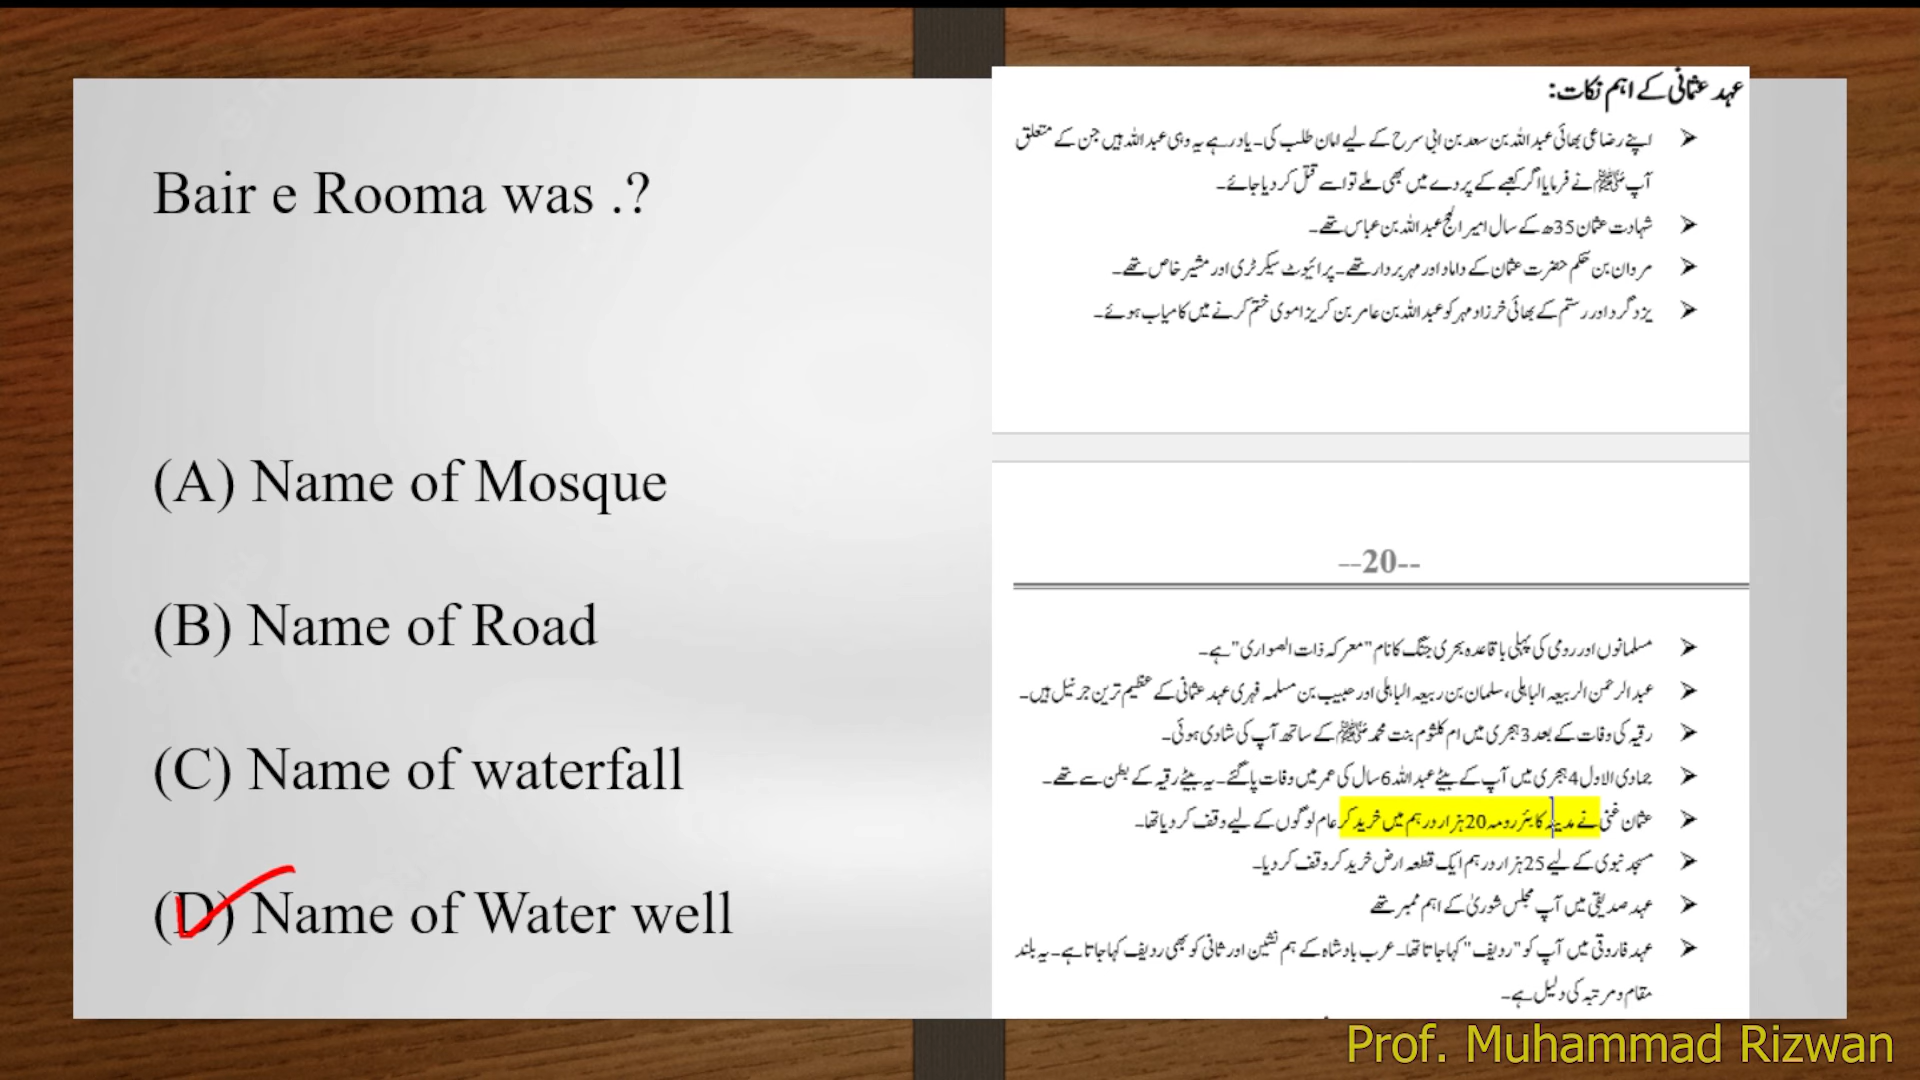 Bair e Rooma was .?
(A) Name of Mosque
(B) Name of Road
(C) Name of waterfall
(D) Name of Water well
عہد عثمانی کے اہم نکات:
اپنے رضاعی بھائی عبداللہ بن سعد بن ابی سرح کے لیے امان طلب کی۔ یاد رہے یہ وہی عبداللہ ہیں جن کے متعلق
آپ ﷺ نے فرمایا اگر کعبے کے پردے میں بھی ملے تو اسے قتل کر دیا جائے۔
شہادت عثمان 35ھ کے سال امیر الحج عبداللہ بن عباس تھے۔
مروان بن حکم حضرت عثمان کے داماد اور مہر بردار تھے۔ پرائیوٹ سیکرٹری اور مشیر خاص تھے۔
یزد گرد اور رستم کے بھائی خرزاد مہر کو عبداللہ بن عامر بن کریز اموی ختم کرنے میں کامیاب ہوئے۔
--20--
مسلمانوں اور رومی کی پہلی باقاعدہ بحری جنگ کا نام "معرکہ ذات الصواری" ہے۔
عبدالرحمن الربیعہ الباہلی، سلمان بن ربیعہ الباہلی اور حبیب بن مسلمہ فہری عہد عثمانی کے عظیم ترین جرنیل ہیں۔
رقیہ کی وفات کے بعد 3 ہجری میں ام کلثوم بنت محمد ﷺ کے ساتھ آپ کی شادی ہوئی۔
جمادی الاول 4 ہجری میں آپ کے بیٹے عبداللہ 6 سال کی عمر میں وفات پا گئے۔ یہ بیٹے رقیہ کے بطن سے تھے۔
عثمان غنی نے مدینہ کا بئر رومہ 20 ہزار درہم میں خرید کر عام لوگوں کے لیے وقف کر دیا تھا۔
مسجد نبوی کے لیے 25 ہزار درہم ایک قطعہ ارض خرید کر وقف کر دیا۔
عہد صدیقی میں آپ مجلس شوریٰ کے اہم ممبر تھے
عہد فاروقی میں آپ کو "ردیف" کہا جاتا تھا۔ عرب بادشاہ کے ہم نشین اور ثانی کو بھی ردیف کہا جاتا ہے۔ یہ بلند
مقام و مرتبہ کی دلیل ہے۔
Prof. Muhammad Rizwan